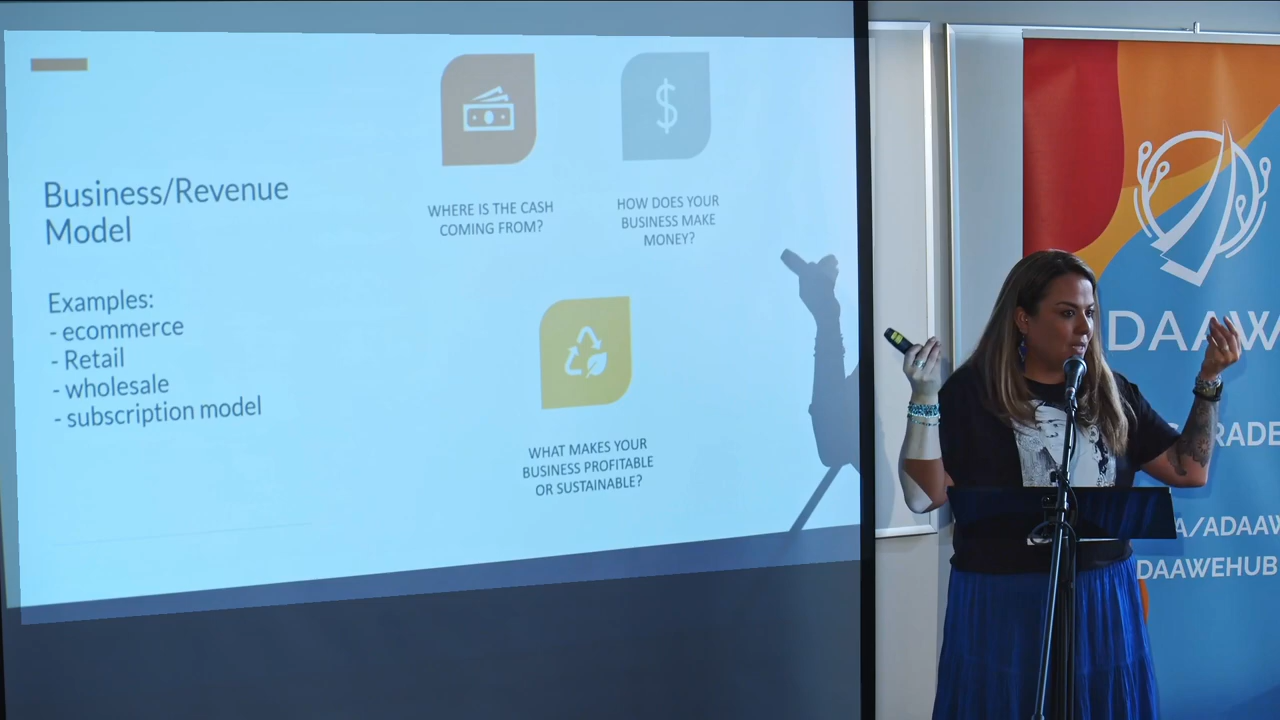 Business/Revenue
Model
Examples:
- ecommerce
- Retail
- wholesale
- subscription model
WHERE IS THE CASH
COMING FROM?
HOW DOES YOUR
BUSINESS MAKE
MONEY?
WHAT MAKES YOUR
BUSINESS PROFITABLE
OR SUSTAINABLE?
ADAAW
RADE
A/ADAAW
DAAWEHUB